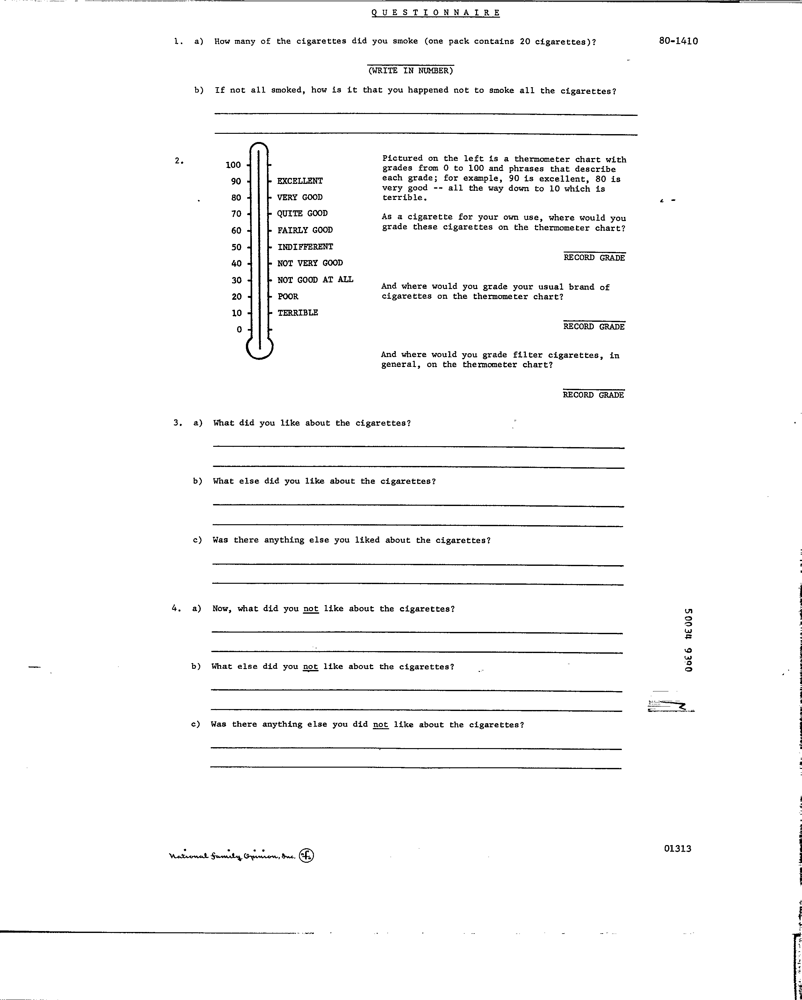 QUESTIONNAIRE
1. a) How many of the cigarettes did you smoke (one pack contains 20 cigarettes)? 80-1410
(WRITE IN NUMBER)
b) If not all smoked, how is it that you happened not to smoke all the cigarettes?
2.
100
90 EXCELLENT
80 VERY GOOD
70 QUITE GOOD
60 FAIRLY GOOD
50 INDIFFERENT
40 NOT VERY GOOD
30 NOT GOOD AT ALL
20 POOR
10 TERRIBLE
0
Pictured on the left is a thermometer chart with
grades from 0 to 100 and phrases that describe
each grade; for example, 90 is excellent, 80 is
very good -- all the way down to 10 which is
terrible.
As a cigarette for your own use, where would you
grade these cigarettes on the thermometer chart?
RECORD GRADE
And where would you grade your usual brand of
cigarettes on the thermometer chart?
RECORD GRADE
And where would you grade filter cigarettes, in
general, on the thermometer chart?
RECORD GRADE
3. a) What did you like about the cigarettes?
b) What else did you like about the cigarettes?
c) Was there anything else you liked about the cigarettes?
4. a) Now, what did you not like about the cigarettes?
b) What else did you not like about the cigarettes?
c) Was there anything else you did not like about the cigarettes?
50034 9390
National Family Opinion, Inc.
01313